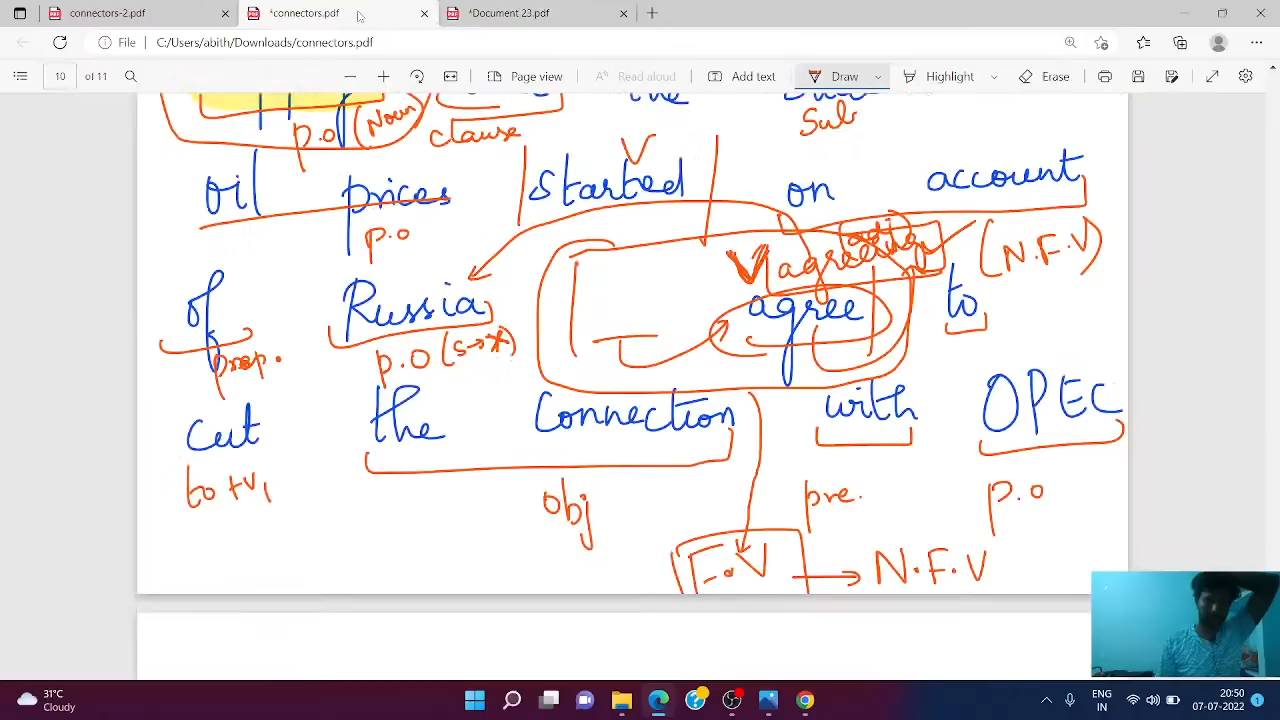 connectors-2.pdf
*connectors.pdf
*Document 23.pdf
File C:/Users/abith/Downloads/connectors.pdf
10 of 11
Page view
Read aloud
Add text
Draw
Highlight
Erase
the
p.o (Noun)
clause
Sub
V
oil prices started on account
p.o
V agreeing (N.F.V)
of Russia agree to
prep. p.o (s→
cut the connection with OPEC
to +v1
obj
pre.
p.o
F.V → N.F.V
31°C
Cloudy
ENG
IN
20:50
07-07-2022